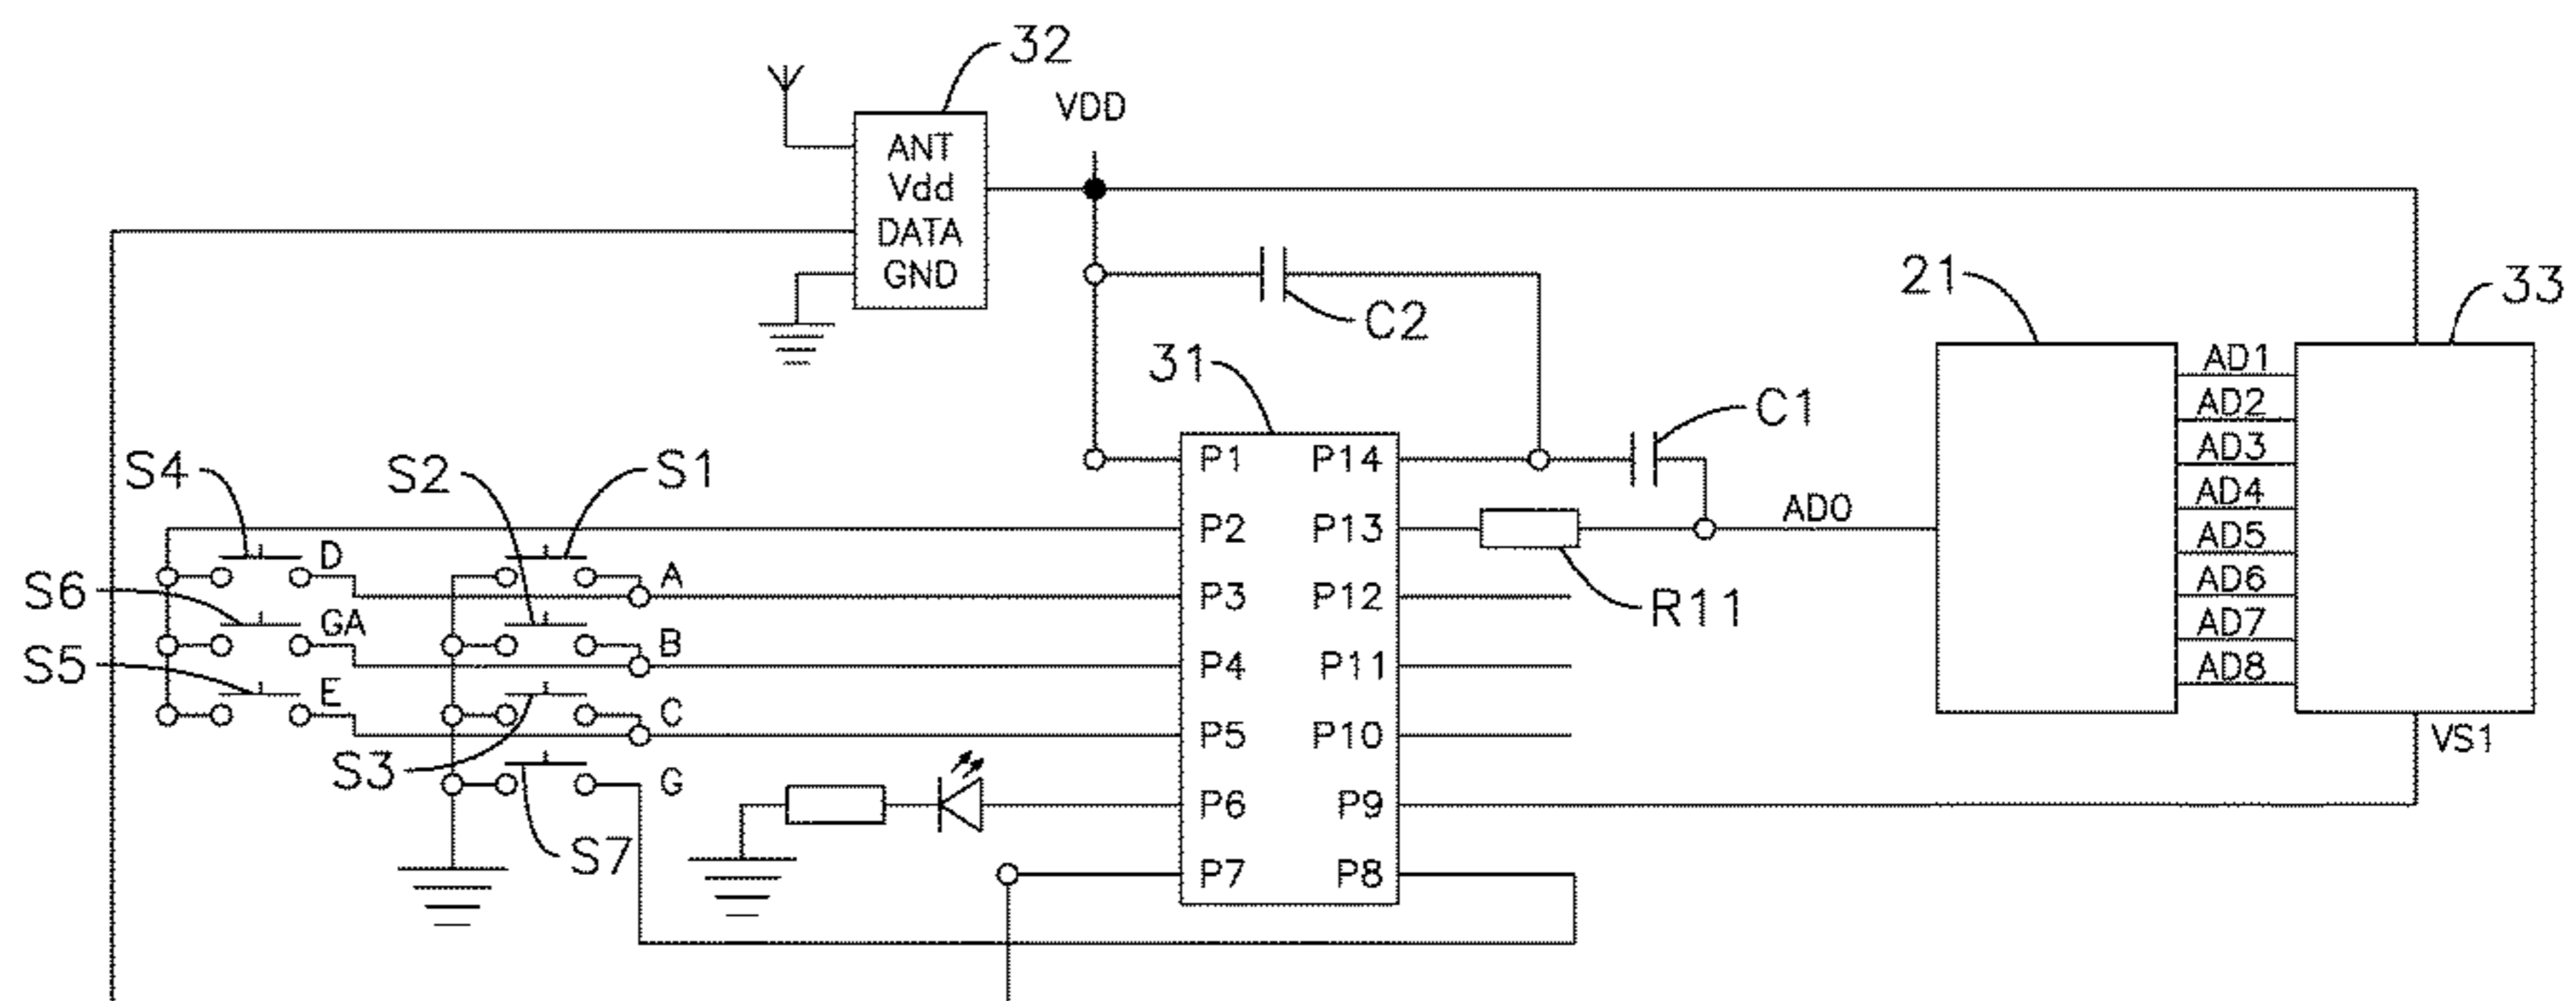 32
VDD
ANT
Vdd
DATA
GND
21
33
C2
31
C1
AD1
AD2
AD3
AD4
AD5
AD6
AD7
AD8
S4
S2
S1
P1 P14
P2 P13
P3 P12
P4 P11
P5 P10
P6 P9
P7 P8
AD0
D
A
S6
GA
B
R11
S5
E
C
S3
G
S7
VS1